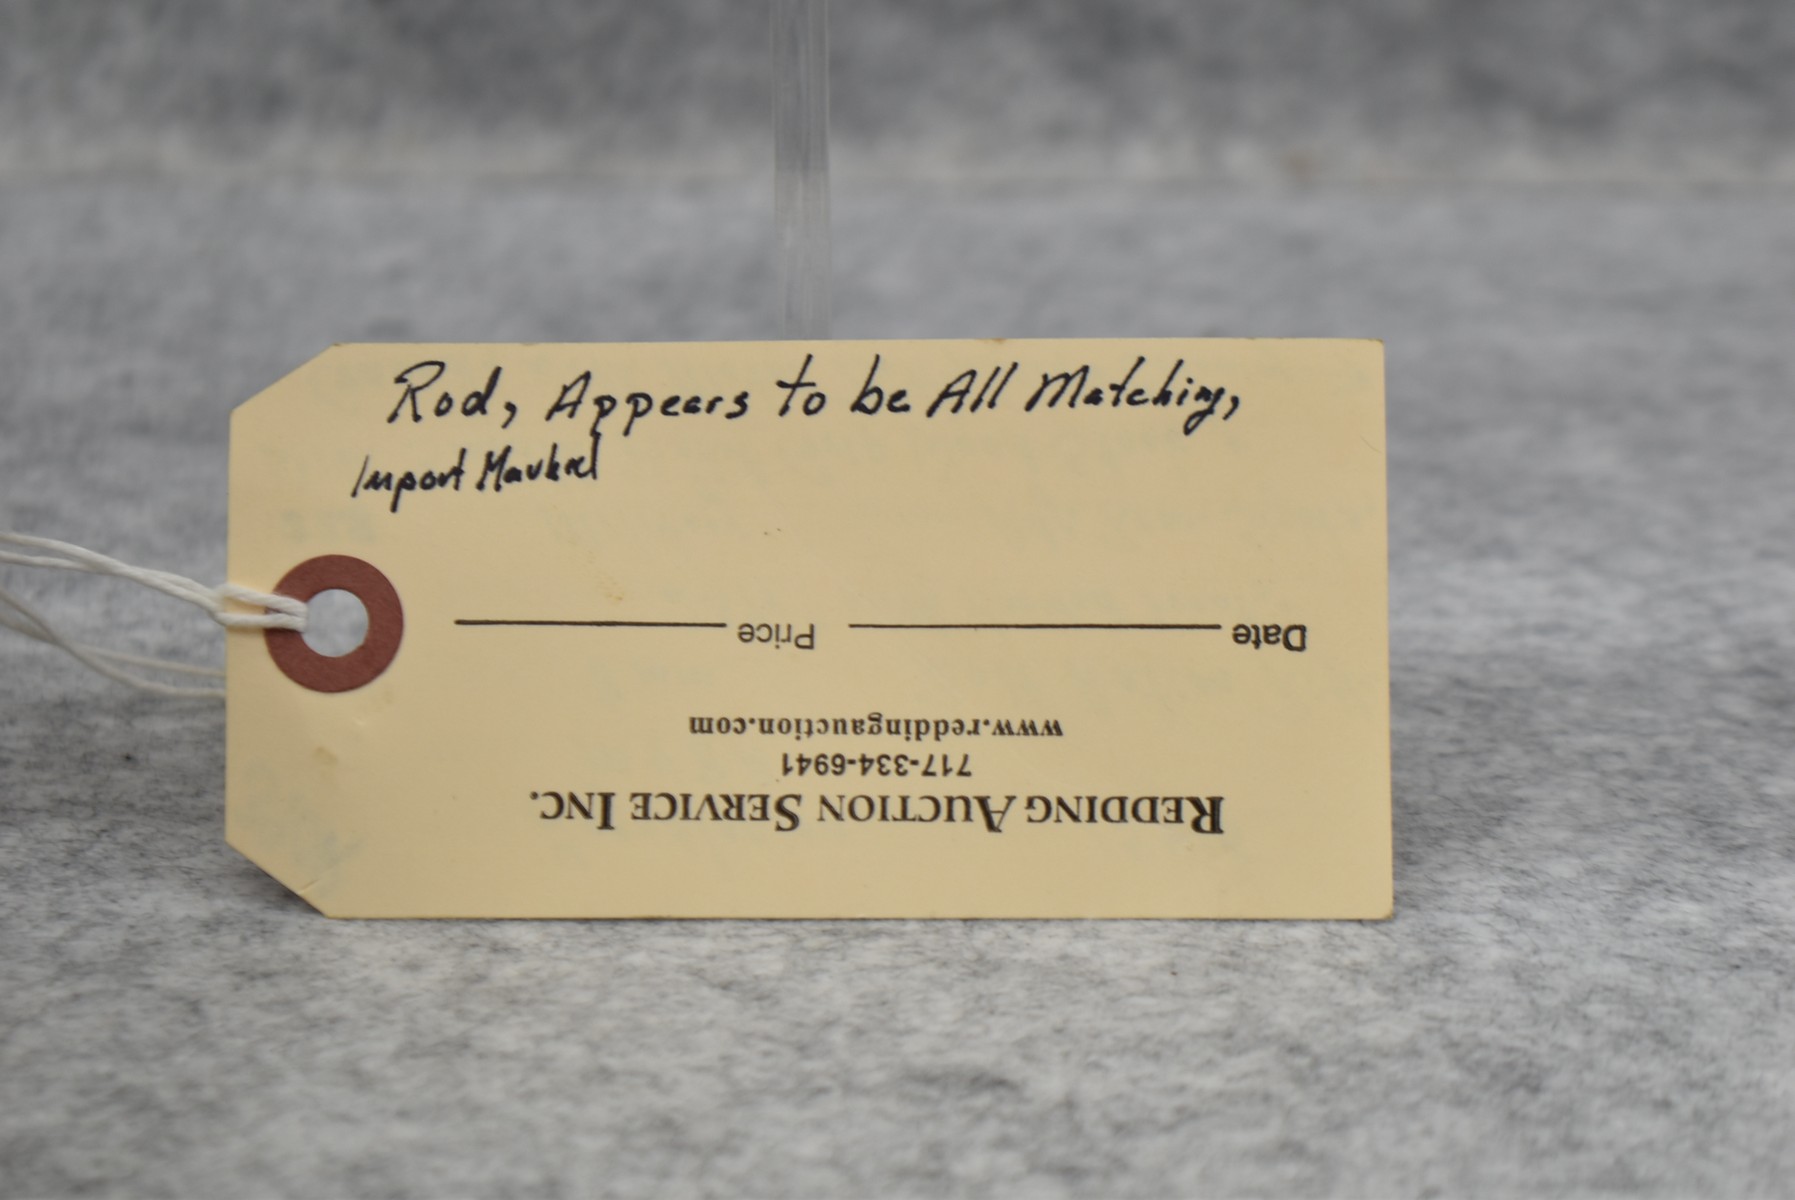 Rod, Appears to be All Matching,
Import Marked
REDDING AUCTION SERVICE INC.
717-334-6941
www.reddingauction.com
Date Price